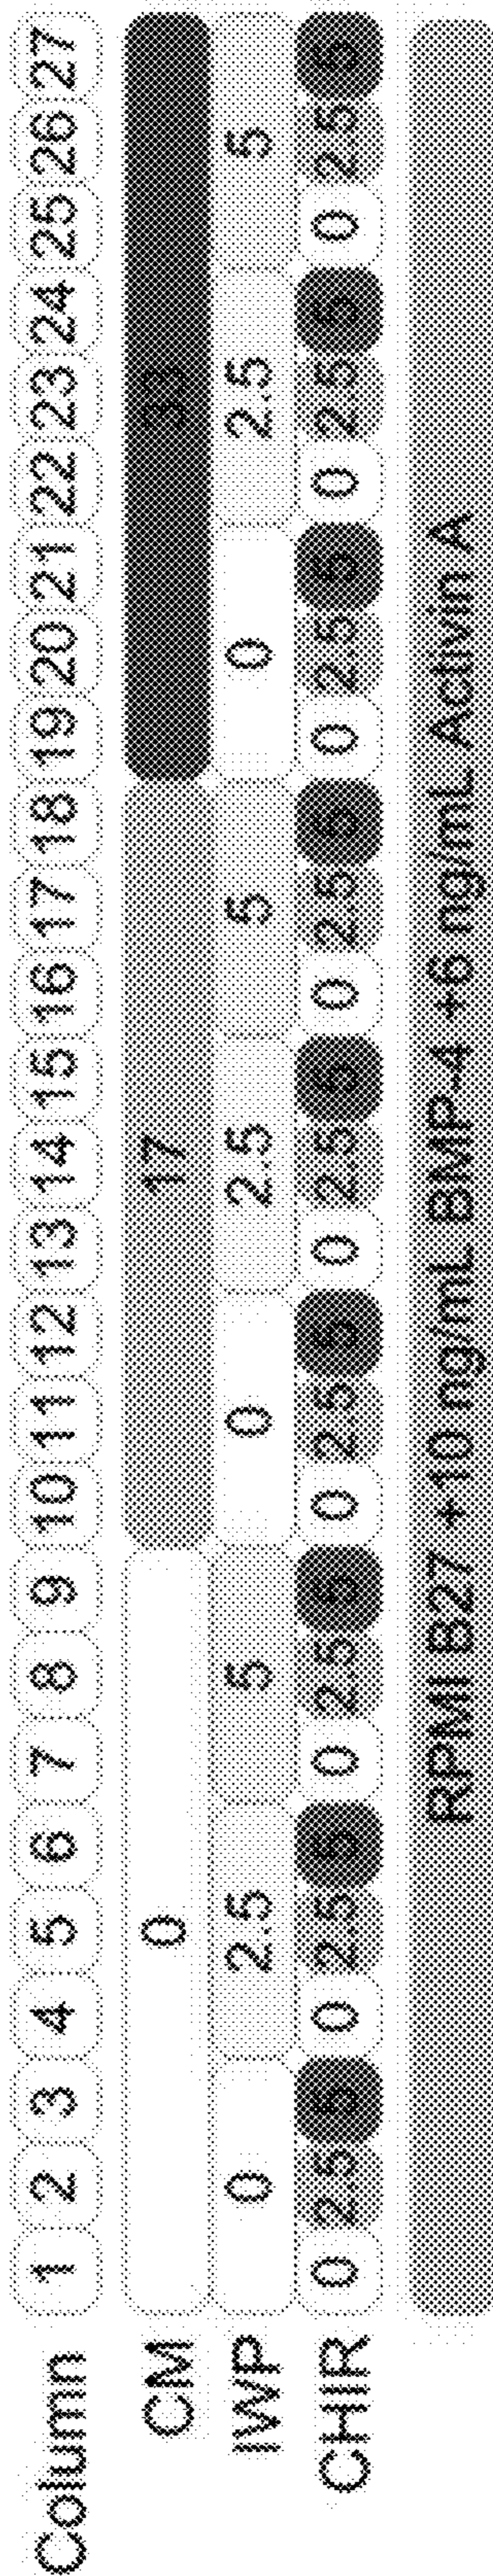 Column 1 2 3 4 5 6 7 8 9 10 11 12 13 14 15 16 17 18 19 20 21 22 23 24 25 26 27
CM 0 17 33
IWP 0 2.5 5 0 2.5 5 0 2.5 5
CHIR 0 2.5 5 0 2.5 5 0 2.5 5 0 2.5 5 0 2.5 5 0 2.5 5 0 2.5 5 0 2.5 5 0 2.5 5
RPMI B27 +10 ng/mL BMP-4 +6 ng/mL Activin A